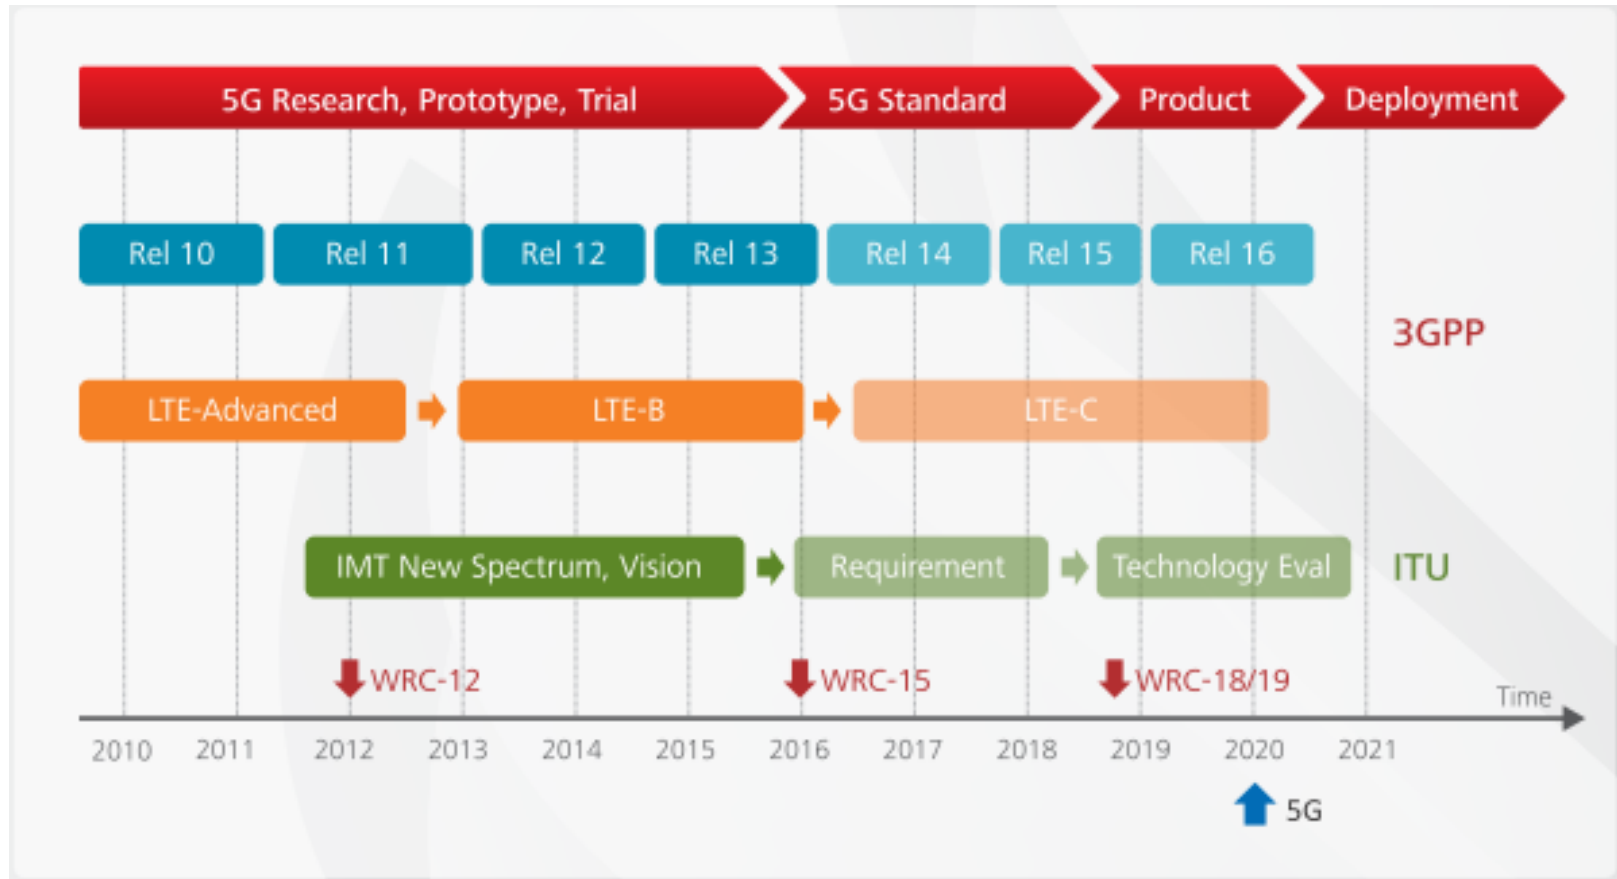 5G Research, Prototype, Trial
5G Standard
Product
Deployment
Rel 10
Rel 11
Rel 12
Rel 13
Rel 14
Rel 15
Rel 16
3GPP
LTE-Advanced
LTE-B
LTE-C
IMT New Spectrum, Vision
Requirement
Technology Eval
ITU
WRC-12
WRC-15
WRC-18/19
Time
2010
2011
2012
2013
2014
2015
2016
2017
2018
2019
2020
2021
5G